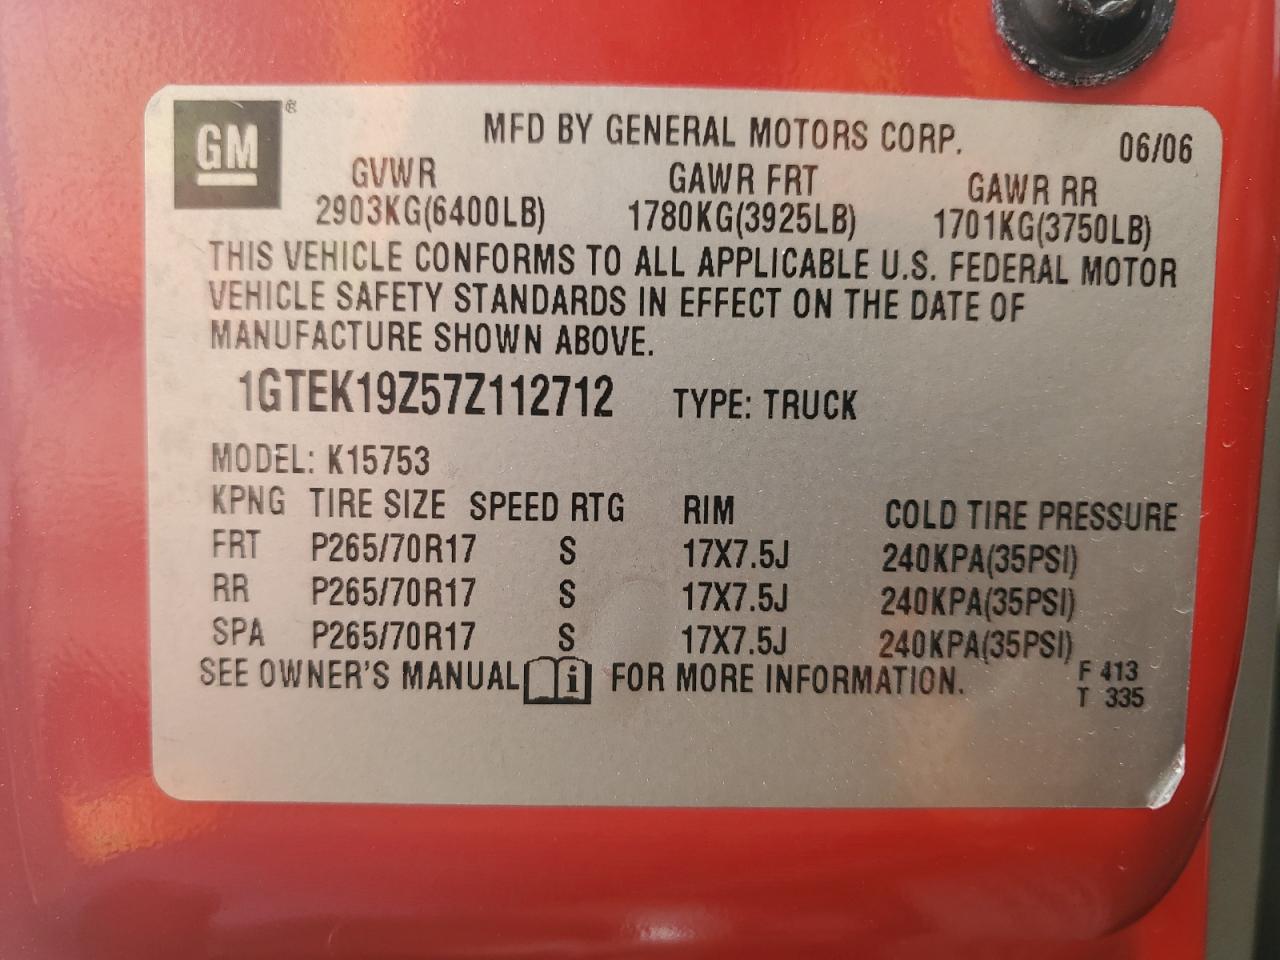 GM ®
MFD BY GENERAL MOTORS CORP. 06/06
GVWR GAWR FRT GAWR RR
2903KG(6400LB) 1780KG(3925LB) 1701KG(3750LB)
THIS VEHICLE CONFORMS TO ALL APPLICABLE U.S. FEDERAL MOTOR
VEHICLE SAFETY STANDARDS IN EFFECT ON THE DATE OF
MANUFACTURE SHOWN ABOVE.
1GTEK19Z57Z112712 TYPE: TRUCK
MODEL: K15753
KPNG TIRE SIZE SPEED RTG RIM COLD TIRE PRESSURE
FRT P265/70R17 S 17X7.5J 240KPA(35PSI)
RR P265/70R17 S 17X7.5J 240KPA(35PSI)
SPA P265/70R17 S 17X7.5J 240KPA(35PSI)
SEE OWNER'S MANUAL i FOR MORE INFORMATION.
F 413
T 335